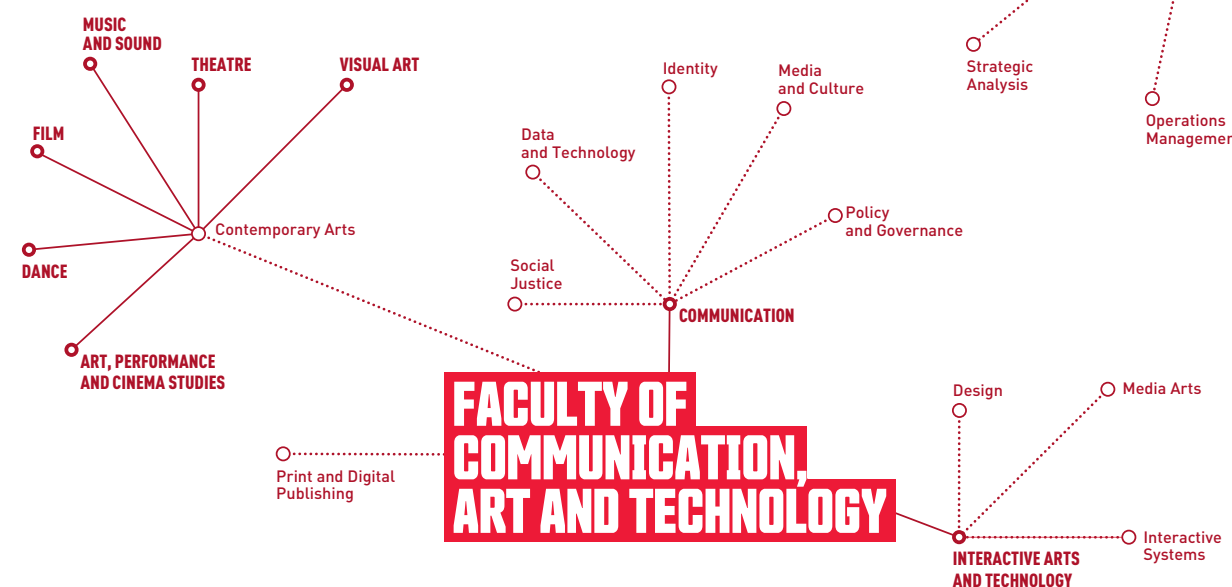 MUSIC
AND SOUND
THEATRE
VISUAL ART
FILM
Contemporary Arts
DANCE
ART, PERFORMANCE
AND CINEMA STUDIES
Identity
Media
and Culture
Data
and Technology
Policy
and Governance
Social
Justice
COMMUNICATION
Strategic
Analysis
Operations
Managemen
FACULTY OF
COMMUNICATION,
ART AND TECHNOLOGY
Print and Digital
Publishing
Design
Media Arts
Interactive
Systems
INTERACTIVE ARTS
AND TECHNOLOGY